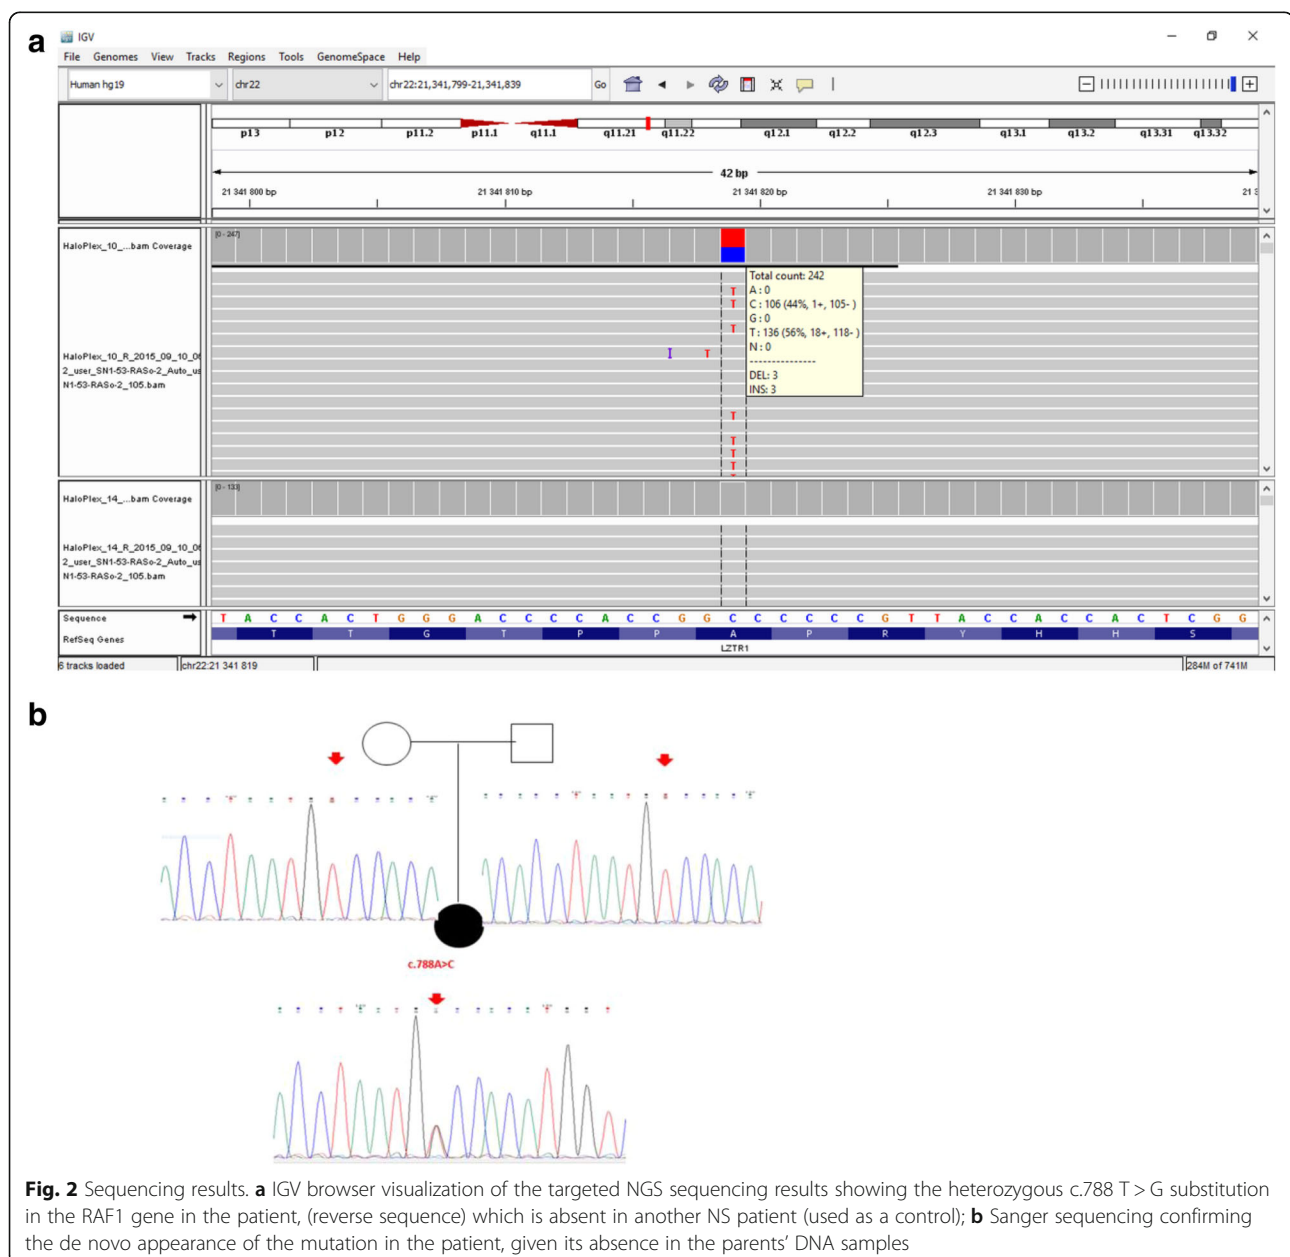 a
IGV
File Genomes View Tracks Regions Tools GenomeSpace Help
Human hg19 chr22 chr22:21,341,799-21,341,839 Go
p13 p12 p11.2 p11.1 q11.1 q11.21 q11.22 q12.1 q12.2 q12.3 q13.1 q13.2 q13.31 q13.32
42 bp
21 341 800 bp 21 341 810 bp 21 341 820 bp 21 341 830 bp 21 3
HaloPlex_10_...bam Coverage
[0 - 247]
Total count: 242
A : 0
C : 106 (44%, 1+, 105- )
G : 0
T : 136 (56%, 18+, 118- )
N : 0
---------------
DEL: 3
INS: 3
T
T
T
I T
T
T
T
T
HaloPlex_10_R_2015_09_10_0
2_user_SN1-53-RASo-2_Auto_us
N1-53-RASo-2_105.bam
HaloPlex_14_...bam Coverage
[0 - 133]
HaloPlex_14_R_2015_09_10_0
2_user_SN1-53-RASo-2_Auto_us
N1-53-RASo-2_105.bam
Sequence T A C C A C T G G G A C C C C A C C G G C C C C C C G T T A C C A C C A C T C G G
RefSeq Genes T T G T P P A P R Y H H S
LZTR1
6 tracks loaded chr22:21 341 819 284M of 741M
b
c.788A>C
Fig. 2 Sequencing results. a IGV browser visualization of the targeted NGS sequencing results showing the heterozygous c.788 T > G substitution
in the RAF1 gene in the patient, (reverse sequence) which is absent in another NS patient (used as a control); b Sanger sequencing confirming
the de novo appearance of the mutation in the patient, given its absence in the parents' DNA samples